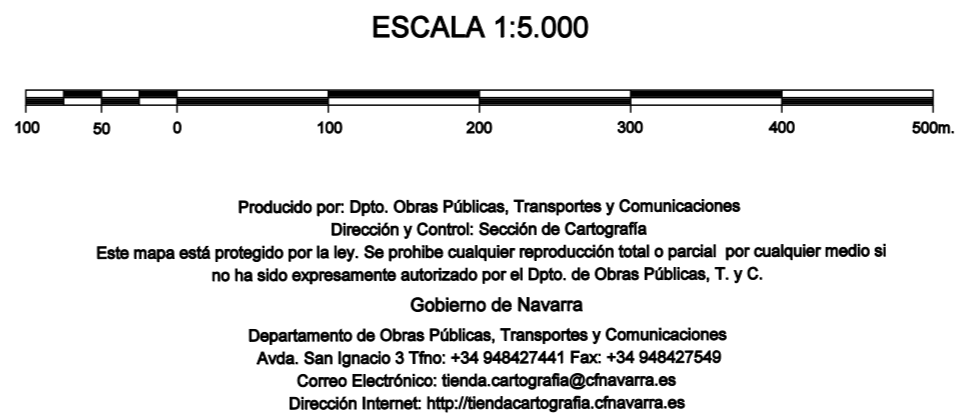 ESCALA 1:5.000
100 50 0 100 200 300 400 500m.
Producido por: Dpto. Obras Públicas, Transportes y Comunicaciones
Dirección y Control: Sección de Cartografía
Este mapa está protegido por la ley. Se prohibe cualquier reproducción total o parcial por cualquier medio si
no ha sido expresamente autorizado por el Dpto. de Obras Públicas, T. y C.
Gobierno de Navarra
Departamento de Obras Públicas, Transportes y Comunicaciones
Avda. San Ignacio 3 Tfno: +34 948427441 Fax: +34 948427549
Correo Electrónico: tienda.cartografia@cfnavarra.es
Dirección Internet: http://tiendacartografia.cfnavarra.es